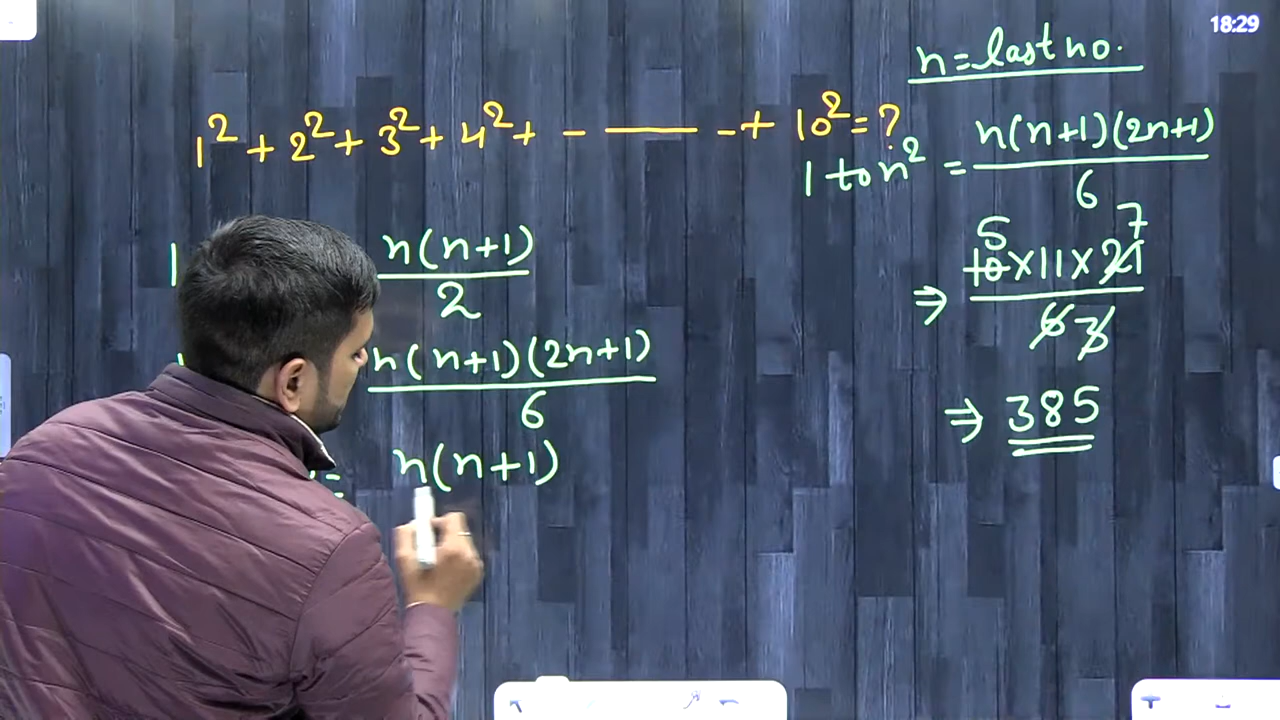 18:29
n = last no.
1² + 2² + 3² + 4² + - —— - + 10² = ?
1 to n² = n(n+1)(2n+1)
6
n(n+1)
2
n(n+1)(2n+1)
6
= n(n+1)
5 7
⇒ 10×11×21
6 3
⇒ 385